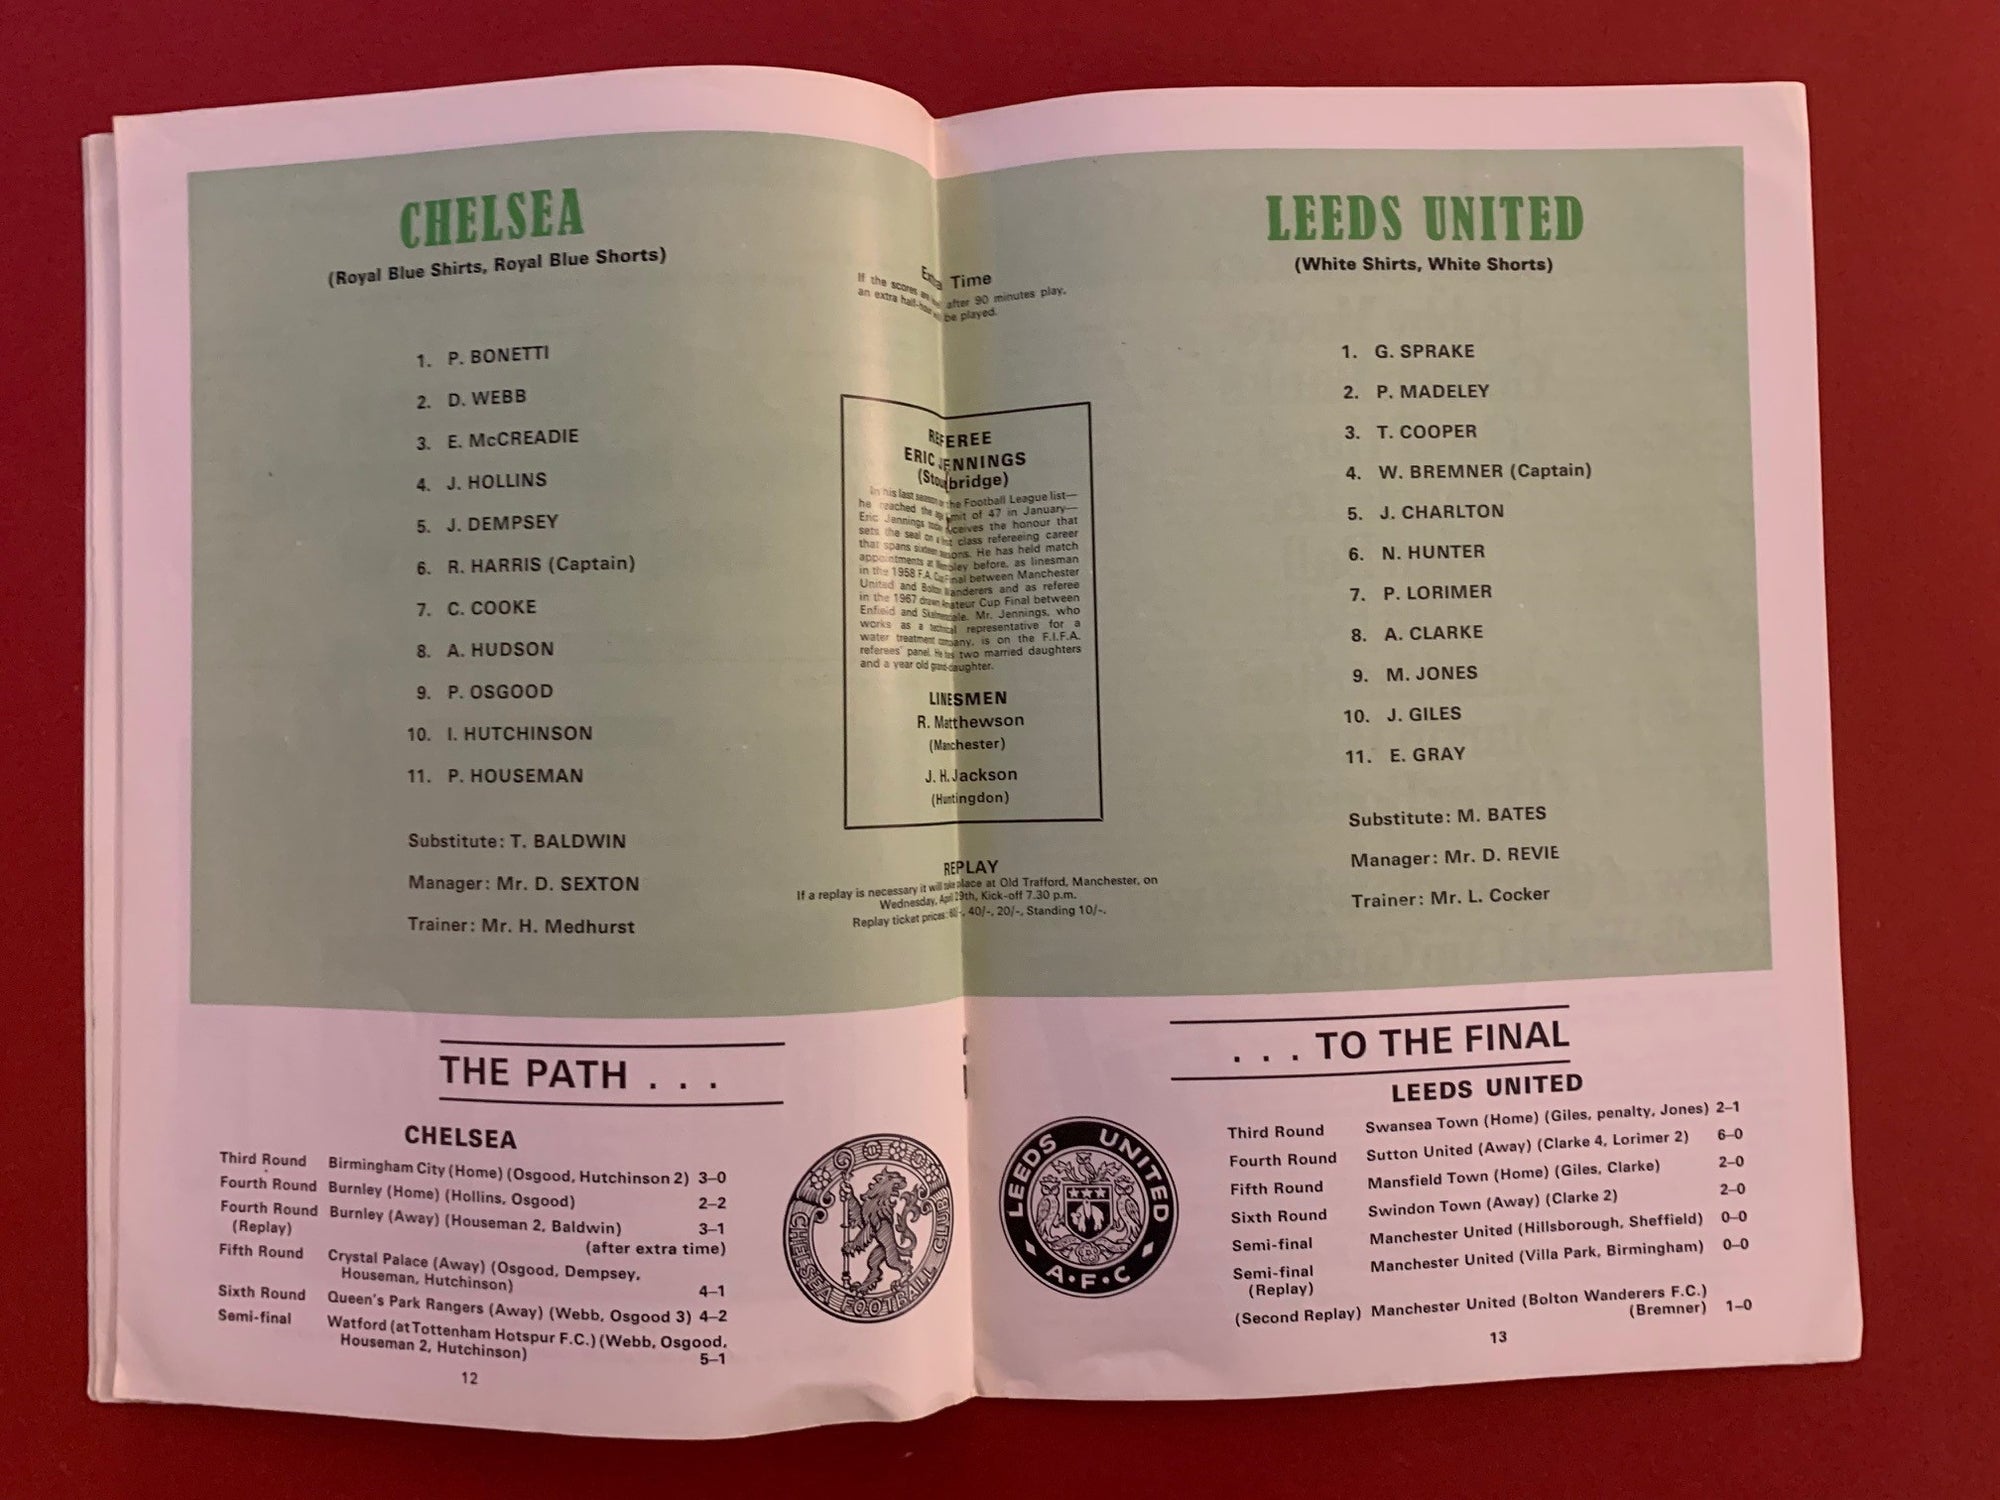 CHELSEA
(Royal Blue Shirts, Royal Blue Shorts)
1. P. BONETTI
2. D. WEBB
3. E. McCREADIE
4. J. HOLLINS
5. J. DEMPSEY
6. R. HARRIS (Captain)
7. C. COOKE
8. A. HUDSON
9. P. OSGOOD
10. I. HUTCHINSON
11. P. HOUSEMAN
Substitute: T. BALDWIN
Manager: Mr. D. SEXTON
Trainer: Mr. H. Medhurst
Extra Time
If the scores are level after 90 minutes play,
an extra half-hour will be played.
REFEREE
ERIC JENNINGS
(Stourbridge)
In his last season on the Football League list—
he reached the age limit of 47 in January—
Eric Jennings today receives the honour that
sets the seal on a first class refereeing career
that spans sixteen seasons. He has held match
appointments at Wembley before, as linesman
in the 1958 F.A. Cup Final between Manchester
United and Bolton Wanderers and as referee
in the 1967 drawn Amateur Cup Final between
Enfield and Skelmersdale. Mr. Jennings, who
works as a technical representative for a
water treatment company, is on the F.I.F.A.
referees' panel. He has two married daughters
and a year old grand-daughter.
LINESMEN
R. Matthewson
(Manchester)
J. H. Jackson
(Huntingdon)
REPLAY
If a replay is necessary it will take place at Old Trafford, Manchester, on
Wednesday, April 29th, Kick-off 7.30 p.m.
Replay ticket prices: 60/-, 40/-, 20/-, Standing 10/-.
LEEDS UNITED
(White Shirts, White Shorts)
1. G. SPRAKE
2. P. MADELEY
3. T. COOPER
4. W. BREMNER (Captain)
5. J. CHARLTON
6. N. HUNTER
7. P. LORIMER
8. A. CLARKE
9. M. JONES
10. J. GILES
11. E. GRAY
Substitute: M. BATES
Manager: Mr. D. REVIE
Trainer: Mr. L. Cocker
THE PATH . . .
CHELSEA
Third Round Birmingham City (Home) (Osgood, Hutchinson 2) 3–0
Fourth Round Burnley (Home) (Hollins, Osgood) 2–2
Fourth Round Burnley (Away) (Houseman 2, Baldwin) 3–1
(Replay) (after extra time)
Fifth Round Crystal Palace (Away) (Osgood, Dempsey,
Houseman, Hutchinson) 4–1
Sixth Round Queen's Park Rangers (Away) (Webb, Osgood 3) 4–2
Semi-final Watford (at Tottenham Hotspur F.C.) (Webb, Osgood,
Houseman 2, Hutchinson) 5–1
12
CHELSEA FOOTBALL CLUB
. . . TO THE FINAL
LEEDS UNITED
Third Round Swansea Town (Home) (Giles, penalty, Jones) 2–1
Fourth Round Sutton United (Away) (Clarke 4, Lorimer 2) 6–0
Fifth Round Mansfield Town (Home) (Giles, Clarke) 2–0
Sixth Round Swindon Town (Away) (Clarke 2) 2–0
Semi-final Manchester United (Hillsborough, Sheffield) 0–0
Semi-final Manchester United (Villa Park, Birmingham) 0–0
(Replay)
(Second Replay) Manchester United (Bolton Wanderers F.C.)
(Bremner) 1–0
13
LEEDS UNITED A·F·C